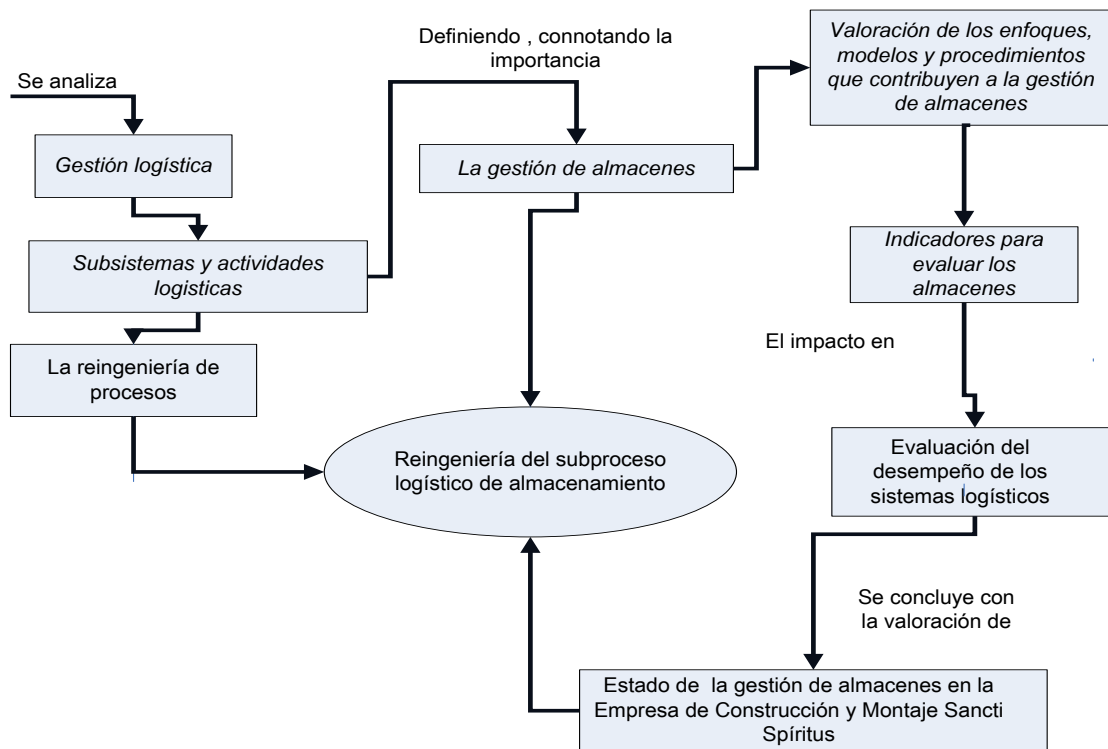 Se analiza
Gestión logística
Subsistemas y actividades
logisticas
La reingeniería de
procesos
Definiendo , connotando la
importancia
La gestión de almacenes
Valoración de los enfoques,
modelos y procedimientos
que contribuyen a la gestión
de almacenes
Indicadores para
evaluar los
almacenes
El impacto en
Evaluación del
desempeño de los
sistemas logísticos
Se concluye con
la valoración de
Estado de la gestión de almacenes en la
Empresa de Construcción y Montaje Sancti
Spíritus
Reingeniería del subproceso
logístico de almacenamiento